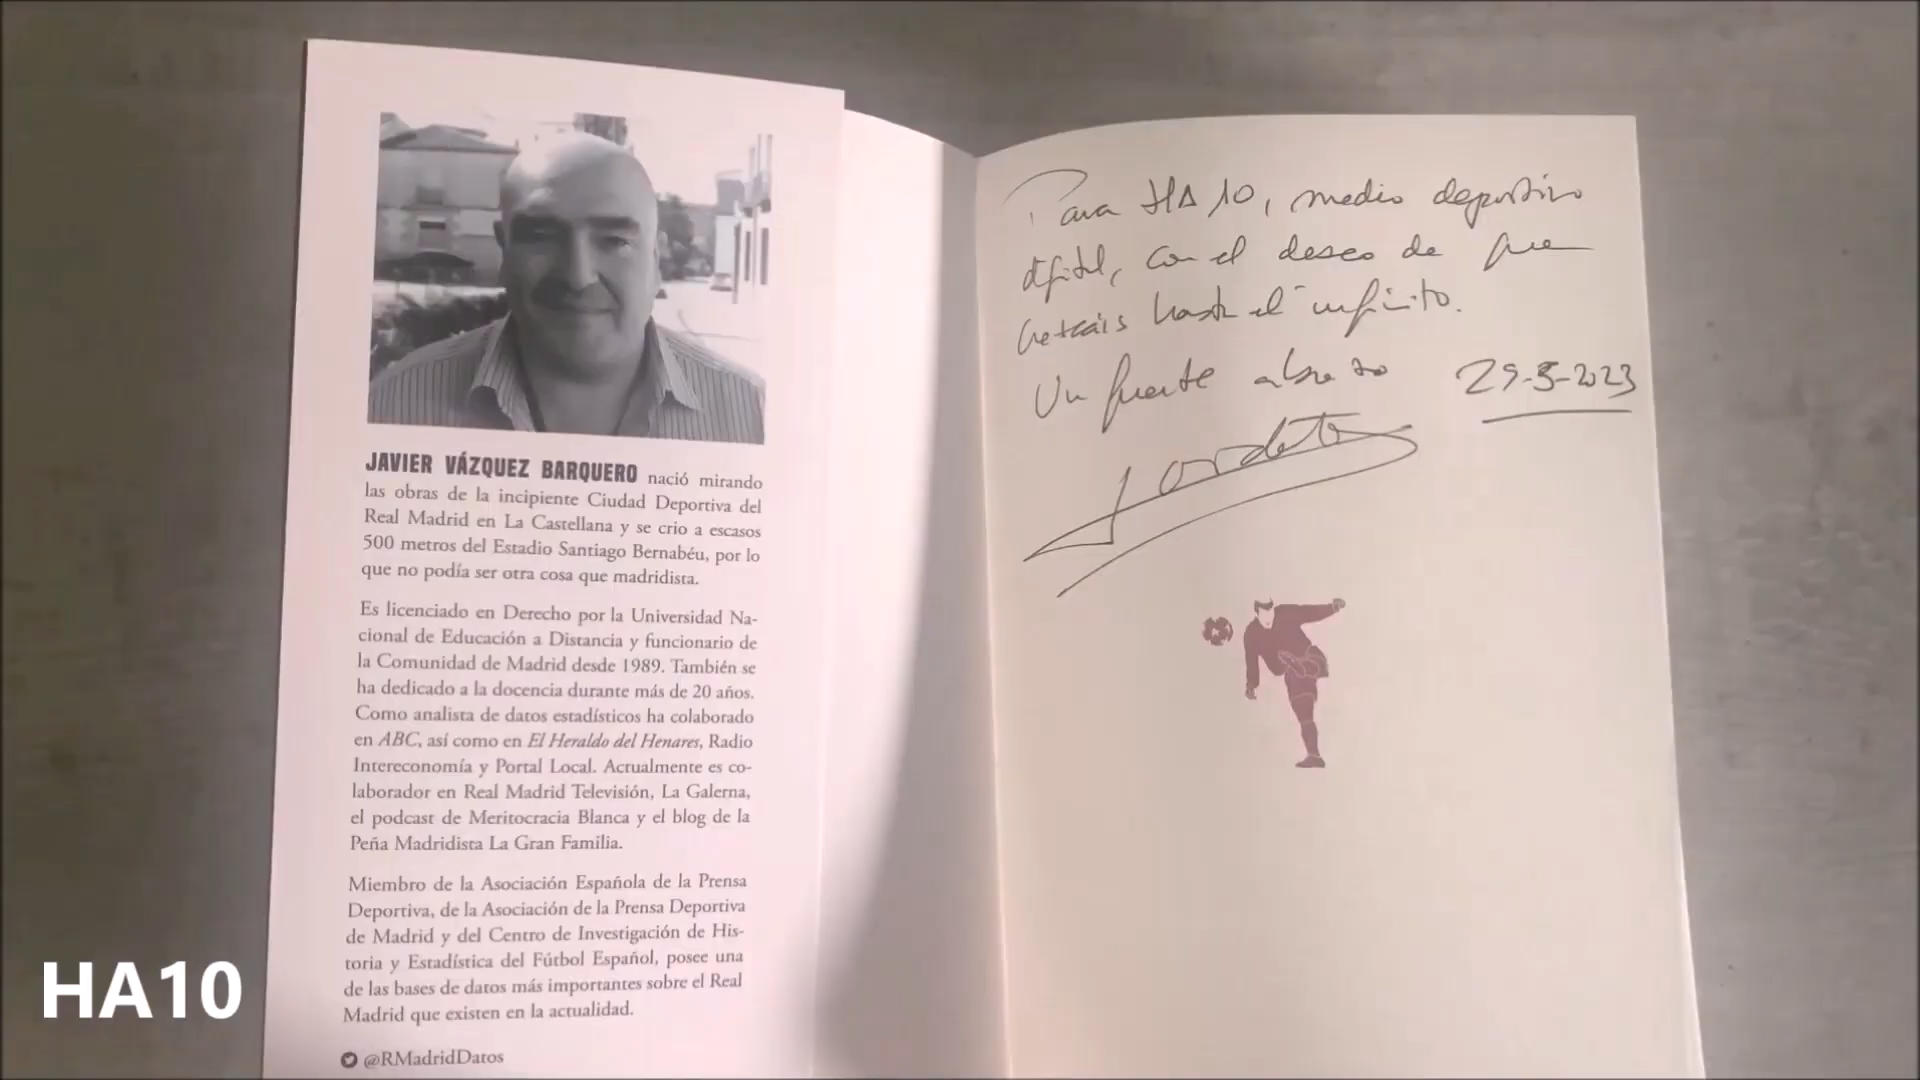 JAVIER VÁZQUEZ BARQUERO nació mirando
las obras de la incipiente Ciudad Deportiva del
Real Madrid en La Castellana y se crio a escasos
500 metros del Estadio Santiago Bernabéu, por lo
que no podía ser otra cosa que madridista.
Es licenciado en Derecho por la Universidad Na-
cional de Educación a Distancia y funcionario de
la Comunidad de Madrid desde 1989. También se
ha dedicado a la docencia durante más de 20 años.
Como analista de datos estadísticos ha colaborado
en ABC, así como en El Heraldo del Henares, Radio
Intereconomía y Portal Local. Actualmente es co-
laborador en Real Madrid Televisión, La Galerna,
el podcast de Meritocracia Blanca y el blog de la
Peña Madridista La Gran Familia.
Miembro de la Asociación Española de la Prensa
Deportiva, de la Asociación de la Prensa Deportiva
de Madrid y del Centro de Investigación de His-
toria y Estadística del Fútbol Español, posee una
de las bases de datos más importantes sobre el Real
Madrid que existen en la actualidad.
@RMadridDatos
Para HA10, medio deportivo
digital, con el deseo de que
crezcáis hasta el infinito.
Un fuerte abrazo
29-5-2023
HA10